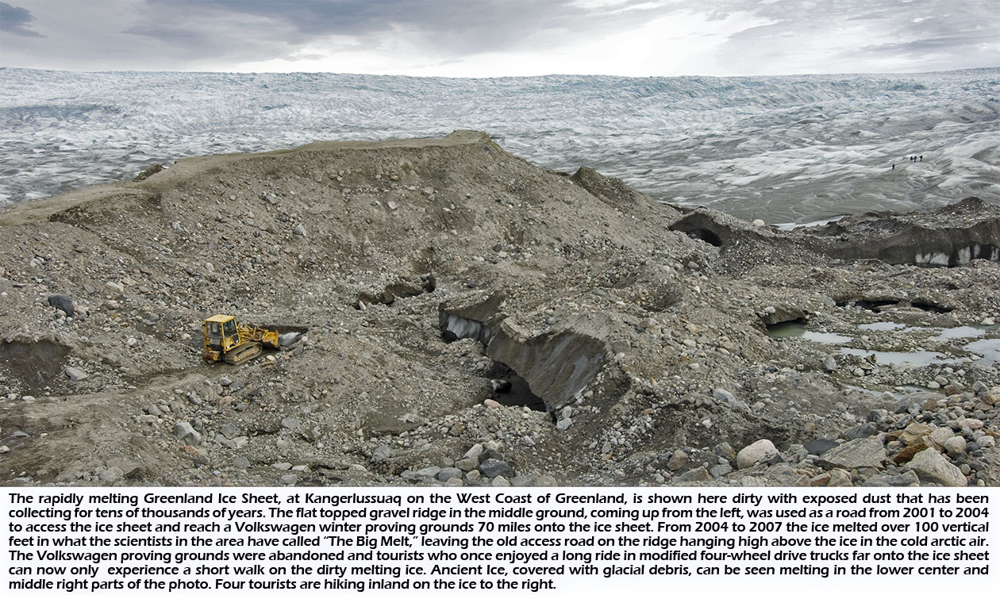 The rapidly melting Greenland Ice Sheet, at Kangerlussuaq on the West Coast of Greenland, is shown here dirty with exposed dust that has been
collecting for tens of thousands of years. The flat topped gravel ridge in the middle ground, coming up from the left, was used as a road from 2001 to 2004
to access the ice sheet and reach a Volkswagen winter proving grounds 70 miles onto the ice sheet. From 2004 to 2007 the ice melted over 100 vertical
feet in what the scientists in the area have called “The Big Melt,” leaving the old access road on the ridge hanging high above the ice in the cold arctic air.
The Volkswagen proving grounds were abandoned and tourists who once enjoyed a long ride in modified four-wheel drive trucks far onto the ice sheet
can now only  experience a short walk on the dirty melting ice. Ancient Ice, covered with glacial debris, can be seen melting in the lower center and
middle right parts of the photo. Four tourists are hiking inland on the ice to the right.